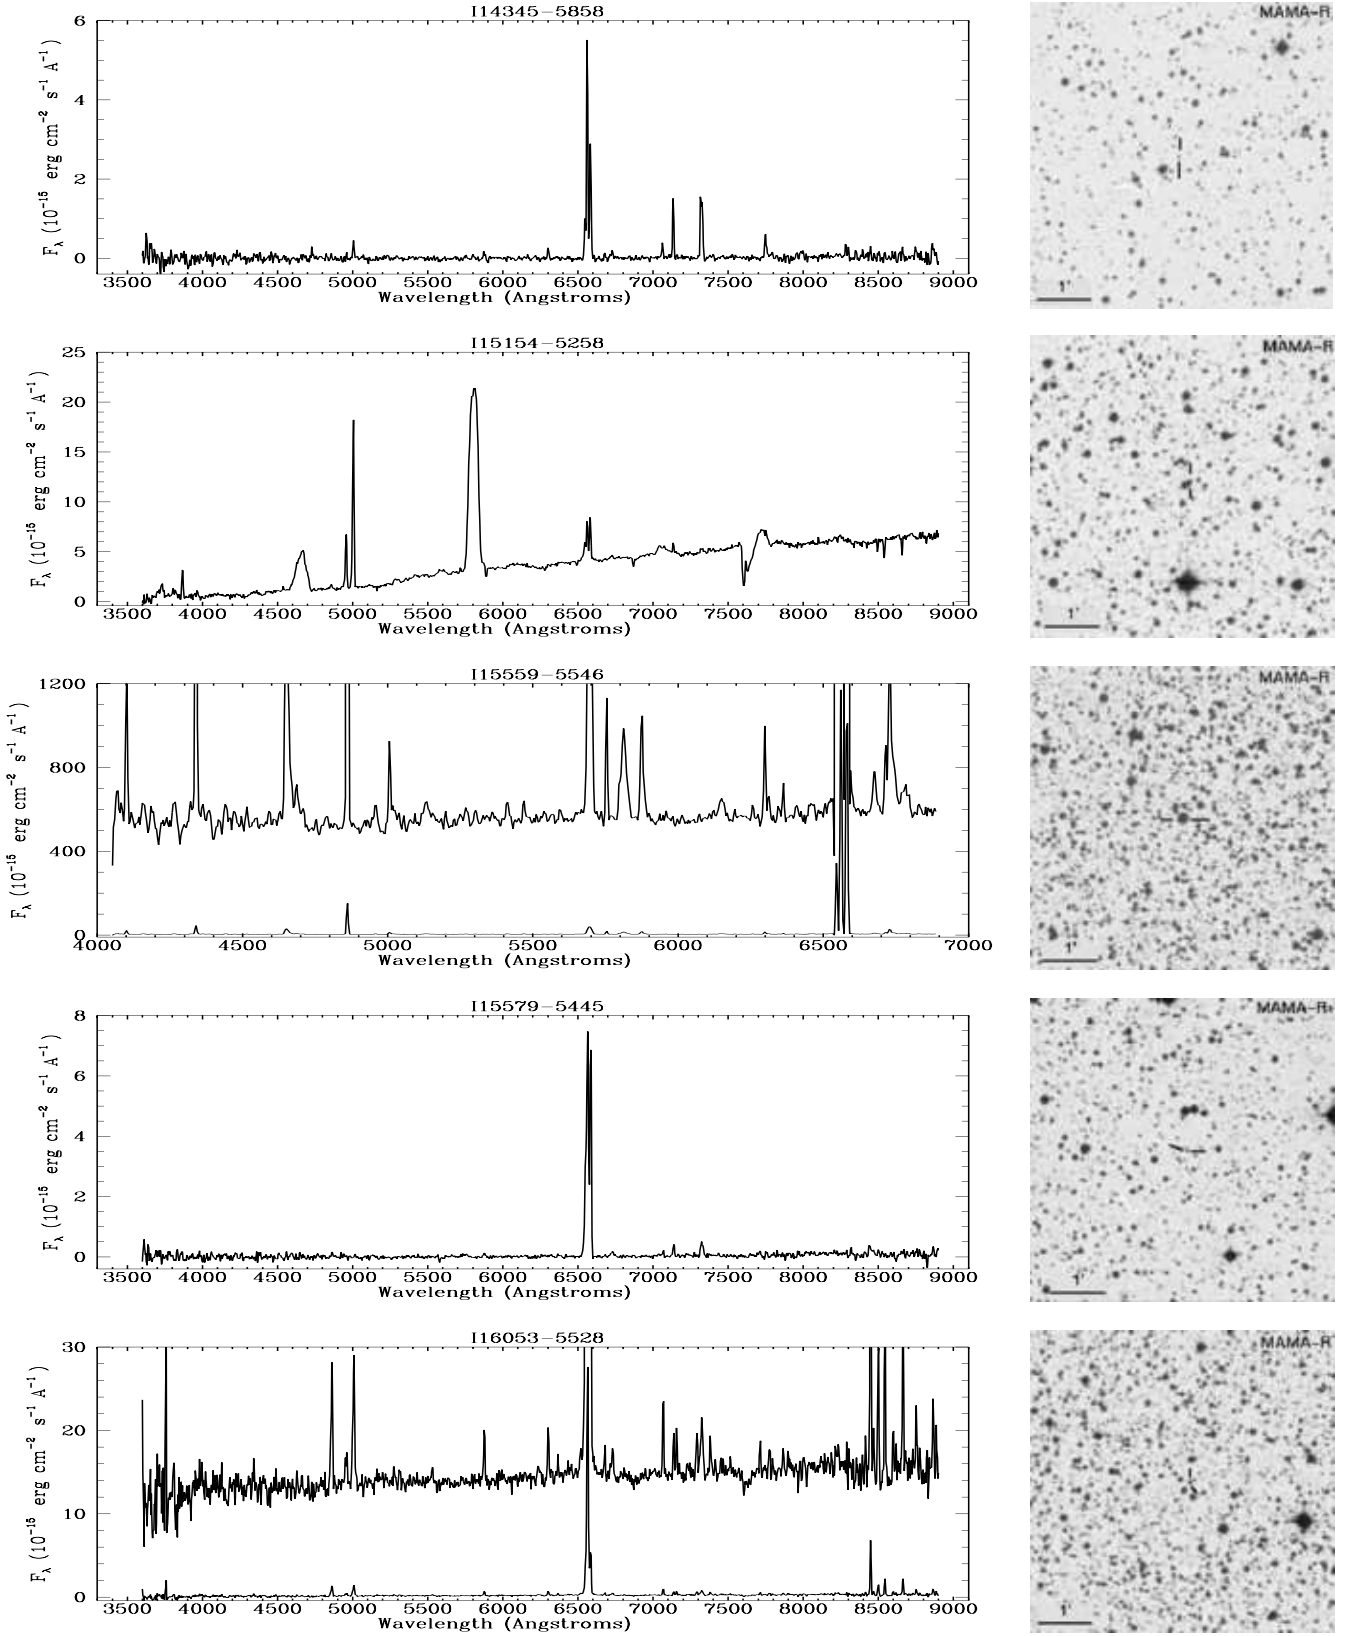 I14345-5858
MAMA-R
6
4
2
0
F_λ (10⁻¹⁵ erg cm⁻² s⁻¹ A⁻¹)
3500 4000 4500 5000 5500 6000 6500 7000 7500 8000 8500 9000
Wavelength (Angstroms)
1'
I15154-5258
MAMA-R
25
20
15
10
5
0
F_λ (10⁻¹⁵ erg cm⁻² s⁻¹ A⁻¹)
3500 4000 4500 5000 5500 6000 6500 7000 7500 8000 8500 9000
Wavelength (Angstroms)
1'
I15559-5546
MAMA-R
1200
800
400
0
F_λ (10⁻¹⁵ erg cm⁻² s⁻¹ A⁻¹)
4000 4500 5000 5500 6000 6500 7000
Wavelength (Angstroms)
1'
I15579-5445
MAMA-R
8
6
4
2
0
F_λ (10⁻¹⁵ erg cm⁻² s⁻¹ A⁻¹)
3500 4000 4500 5000 5500 6000 6500 7000 7500 8000 8500 9000
Wavelength (Angstroms)
1'
I16053-5528
MAMA-R
30
20
10
0
F_λ (10⁻¹⁵ erg cm⁻² s⁻¹ A⁻¹)
3500 4000 4500 5000 5500 6000 6500 7000 7500 8000 8500 9000
Wavelength (Angstroms)
1'